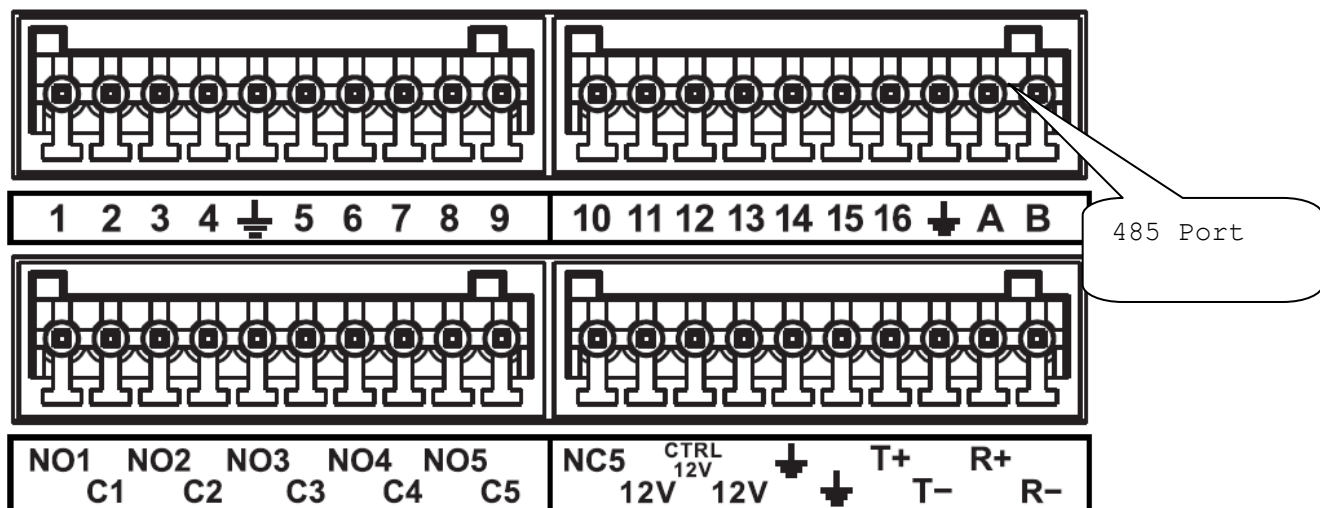 1 2 3 4 ⏚ 5 6 7 8 9 10 11 12 13 14 15 16 ⏚ A B
485 Port
NO1 NO2 NO3 NO4 NO5 NC5 CTRL 12V ⏚ T+ R+
C1 C2 C3 C4 C5 12V 12V ⏚ T− R−